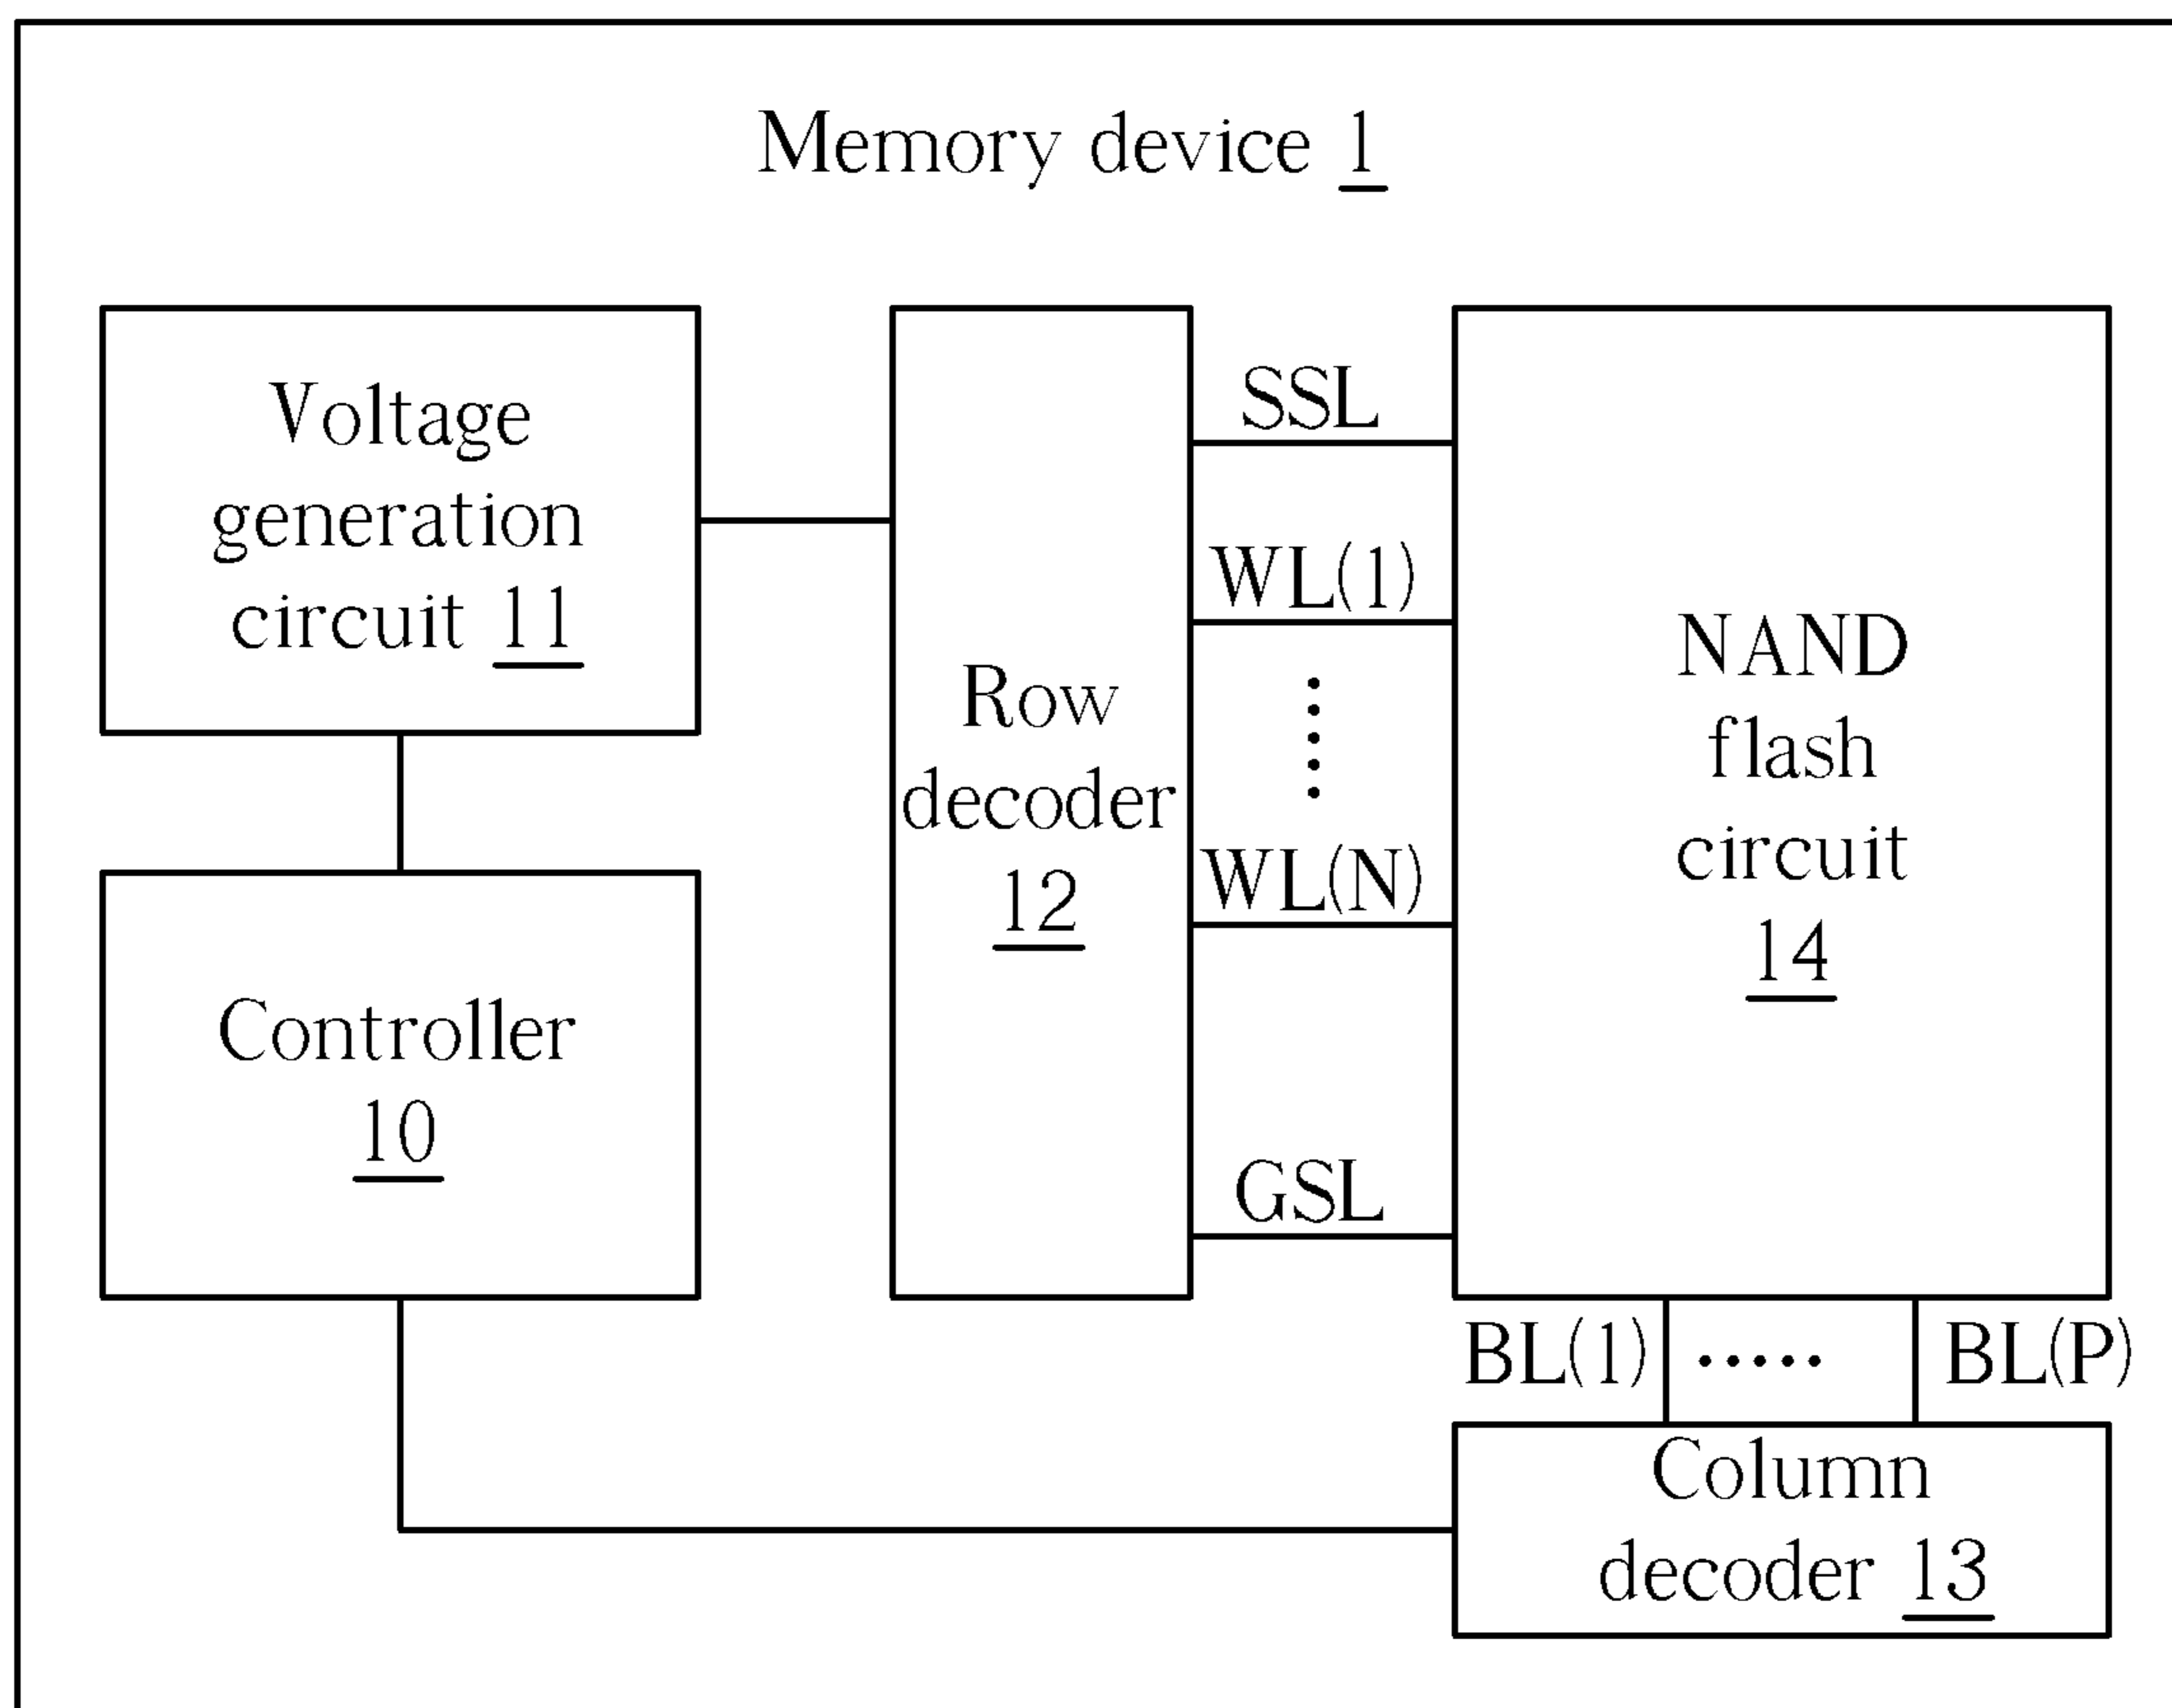 Memory device 1
Voltage
generation
circuit 11
Controller
10
Row
decoder
12
SSL
WL(1)
WL(N)
GSL
NAND
flash
circuit
14
BL(1) ..... BL(P)
Column
decoder 13